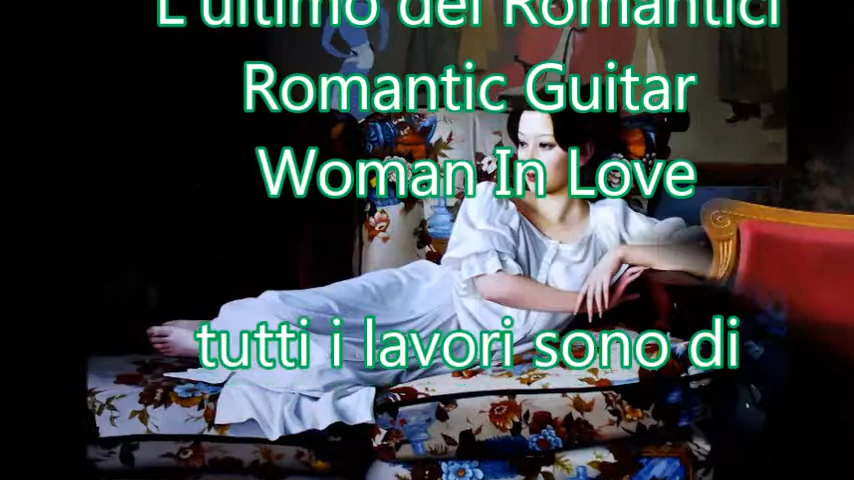 L'ultimo dei Romantici
Romantic Guitar
Woman In Love
tutti i lavori sono di